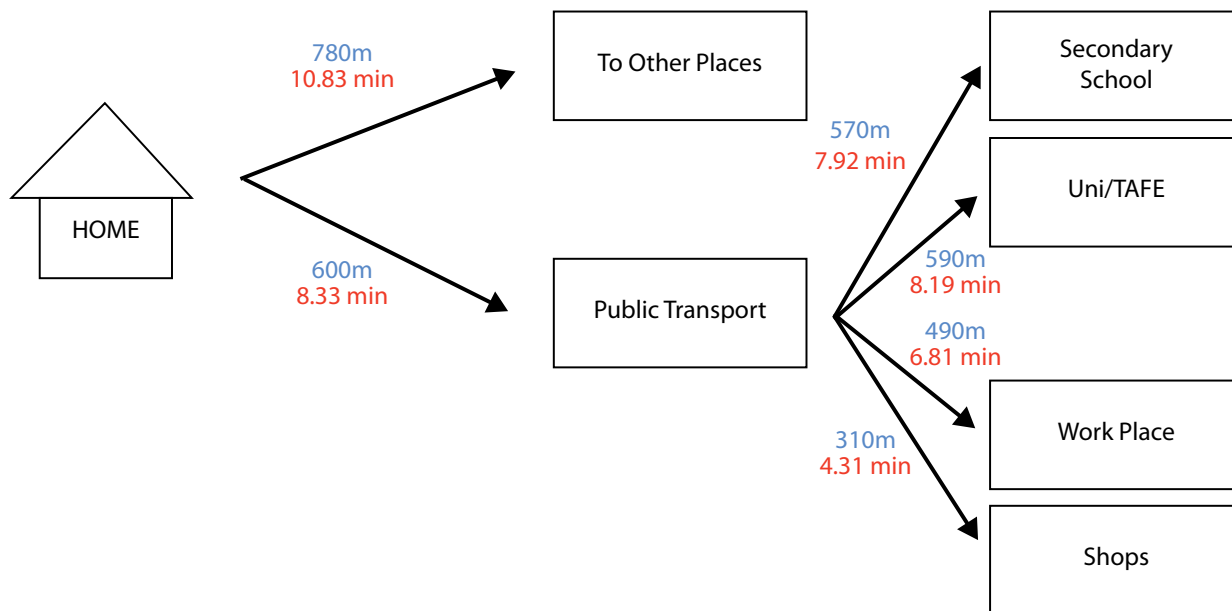 780m
10.83 min
To Other Places
Secondary
School
570m
7.92 min
Uni/TAFE
HOME
600m
8.33 min
590m
8.19 min
Public Transport
490m
6.81 min
310m
4.31 min
Work Place
Shops